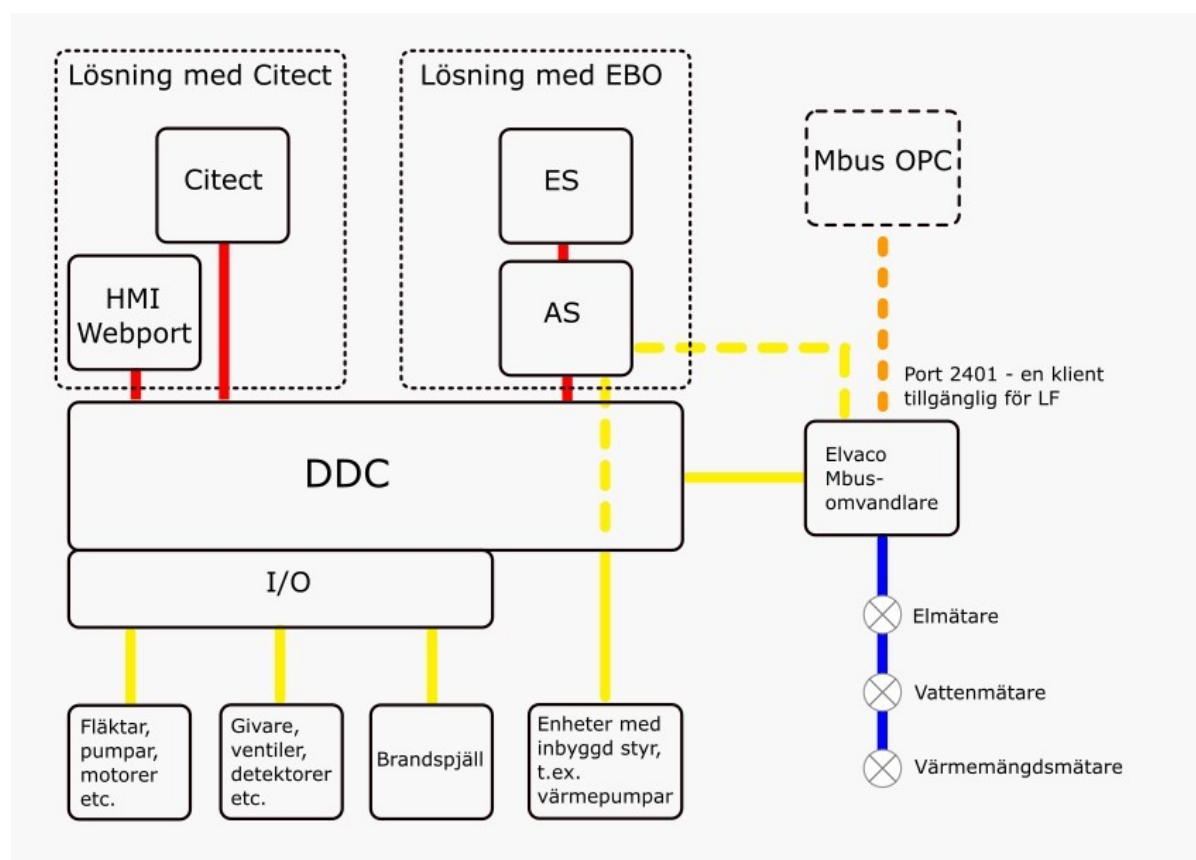 Lösning med Citect
Lösning med EBO
Citect
ES
Mbus OPC
HMI
Webport
AS
Port 2401 - en klient
tillgänglig för LF
DDC
Elvaco
Mbus-
omvandlare
I/O
Elmätare
Vattenmätare
Värmemängdsmätare
Fläktar,
pumpar,
motorer
etc.
Givare,
ventiler,
detektorer
etc.
Brandspjäll
Enheter med
inbyggd styr,
t.ex.
värmepumpar